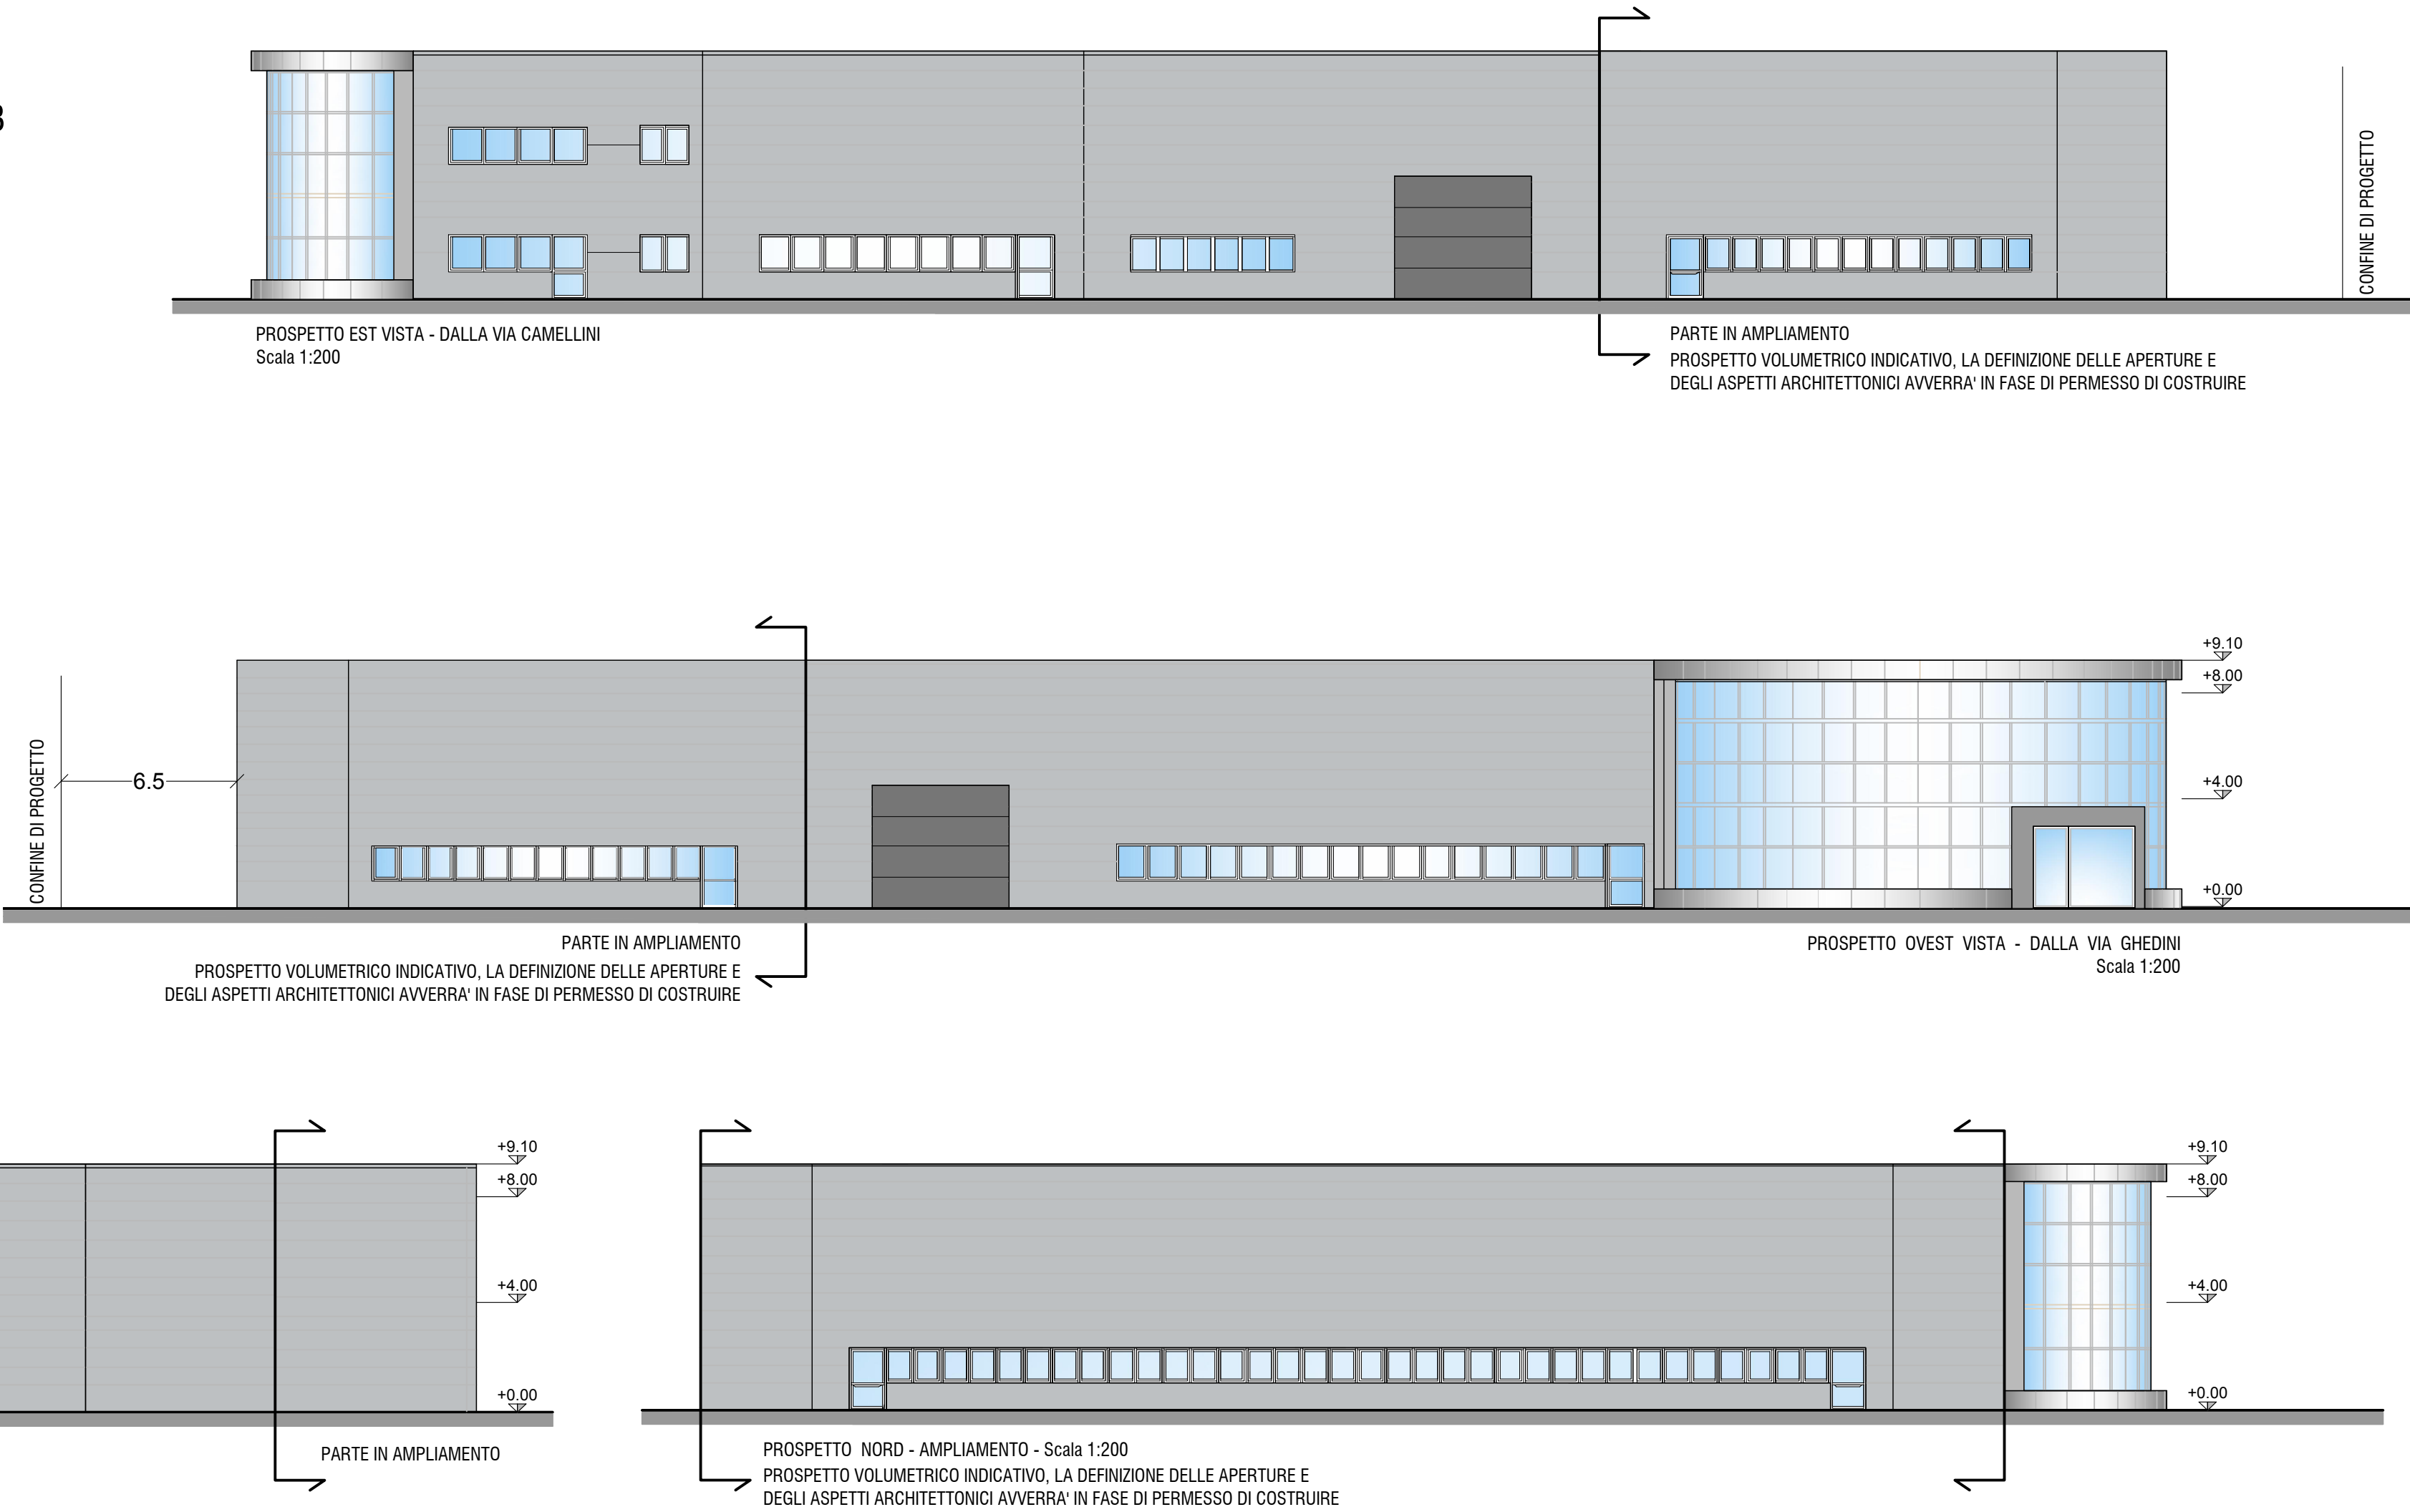 PROSPETTO EST VISTA - DALLA VIA CAMELLINI
Scala 1:200
PARTE IN AMPLIAMENTO
PROSPETTO VOLUMETRICO INDICATIVO, LA DEFINIZIONE DELLE APERTURE E
DEGLI ASPETTI ARCHITETTONICI AVVERRA' IN FASE DI PERMESSO DI COSTRUIRE
CONFINE DI PROGETTO
CONFINE DI PROGETTO
6.5
+9.10
+8.00
+4.00
+0.00
PARTE IN AMPLIAMENTO
PROSPETTO VOLUMETRICO INDICATIVO, LA DEFINIZIONE DELLE APERTURE E
DEGLI ASPETTI ARCHITETTONICI AVVERRA' IN FASE DI PERMESSO DI COSTRUIRE
PROSPETTO OVEST VISTA - DALLA VIA GHEDINI
Scala 1:200
+9.10
+8.00
+4.00
+0.00
PARTE IN AMPLIAMENTO
+9.10
+8.00
+4.00
+0.00
PROSPETTO NORD - AMPLIAMENTO - Scala 1:200
PROSPETTO VOLUMETRICO INDICATIVO, LA DEFINIZIONE DELLE APERTURE E
DEGLI ASPETTI ARCHITETTONICI AVVERRA' IN FASE DI PERMESSO DI COSTRUIRE